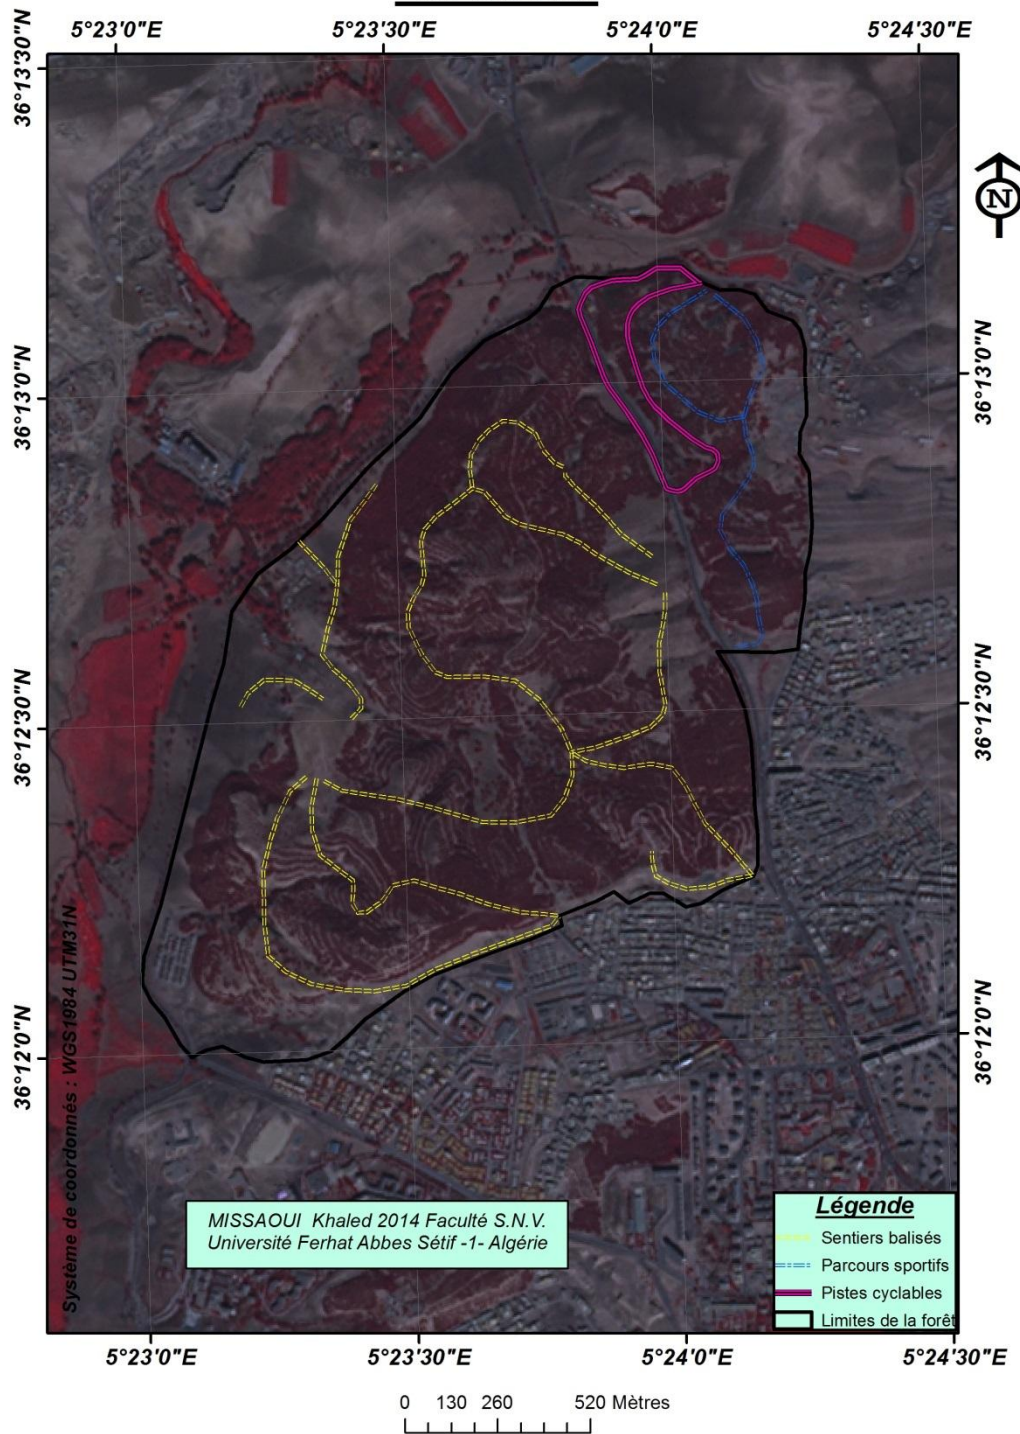 5°23'0"E 5°23'30"E 5°24'0"E 5°24'30"E
36°13'30"N
N
36°13'0"N 36°13'0"N
36°12'30"N 36°12'30"N
36°12'0"N 36°12'0"N
Système de coordonnés : WGS1984 UTM31N
MISSAOUI Khaled 2014 Faculté S.N.V.
Université Ferhat Abbes Sétif -1- Algérie
Légende
Sentiers balisés
Parcours sportifs
Pistes cyclables
Limites de la forêt
5°23'0"E 5°23'30"E 5°24'0"E 5°24'30"E
0 130 260 520 Mètres